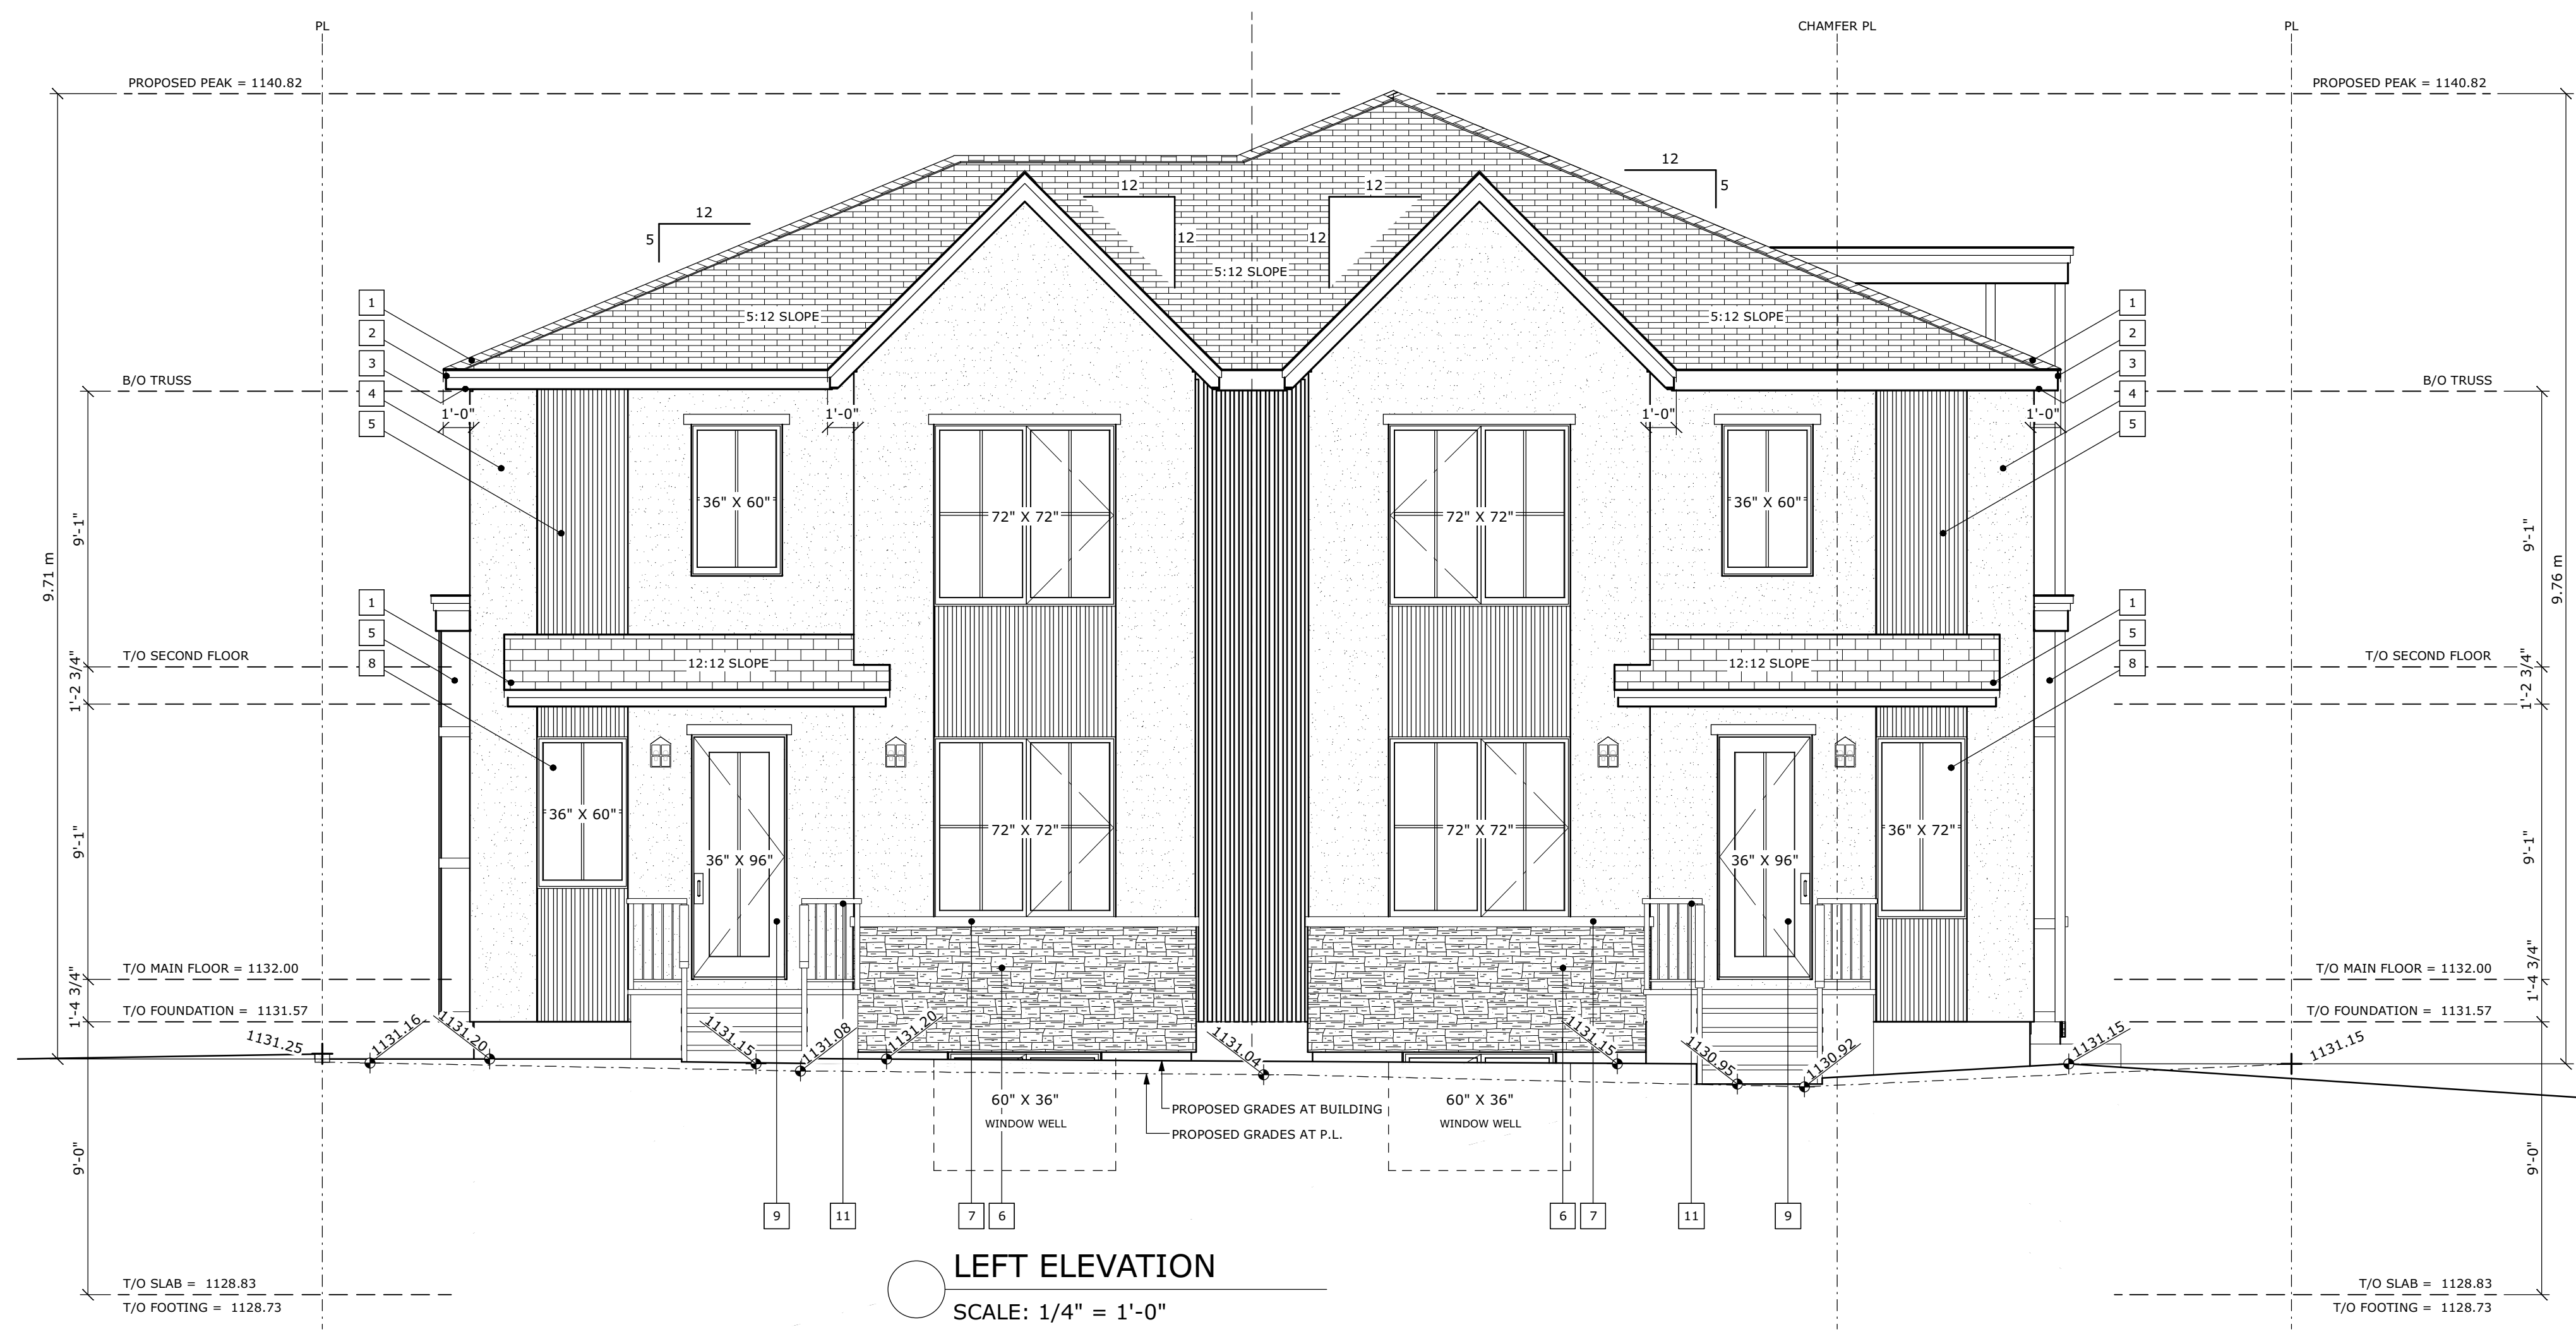 PL
CHAMFER PL
PL
PROPOSED PEAK = 1140.82
PROPOSED PEAK = 1140.82
12
5
12
12
12
12
12
5
5:12 SLOPE
5:12 SLOPE
5:12 SLOPE
1
2
3
4
5
1
2
3
4
5
B/O TRUSS
B/O TRUSS
1'-0"
1'-0"
1'-0"
1'-0"
36" X 60"
72" X 72"
72" X 72"
36" X 60"
9'-1"
9'-1"
9.71 m
9.76 m
1
5
8
1
5
8
T/O SECOND FLOOR
T/O SECOND FLOOR
1'-2 3/4"
1'-2 3/4"
12:12 SLOPE
12:12 SLOPE
36" X 60"
36" X 96"
72" X 72"
72" X 72"
36" X 96"
36" X 72"
9'-1"
9'-1"
T/O MAIN FLOOR = 1132.00
T/O MAIN FLOOR = 1132.00
1'-4 3/4"
1'-4 3/4"
T/O FOUNDATION = 1131.57
T/O FOUNDATION = 1131.57
1131.25
1131.16
1131.20
1131.15
1131.08
1131.20
1131.04
1131.15
1130.95
1130.92
1131.15
1131.15
60" X 36"
WINDOW WELL
60" X 36"
WINDOW WELL
PROPOSED GRADES AT BUILDING
PROPOSED GRADES AT P.L.
9'-0"
9'-0"
9
11
7
6
6
7
11
9
LEFT ELEVATION
SCALE: 1/4" = 1'-0"
T/O SLAB = 1128.83
T/O FOOTING = 1128.73
T/O SLAB = 1128.83
T/O FOOTING = 1128.73